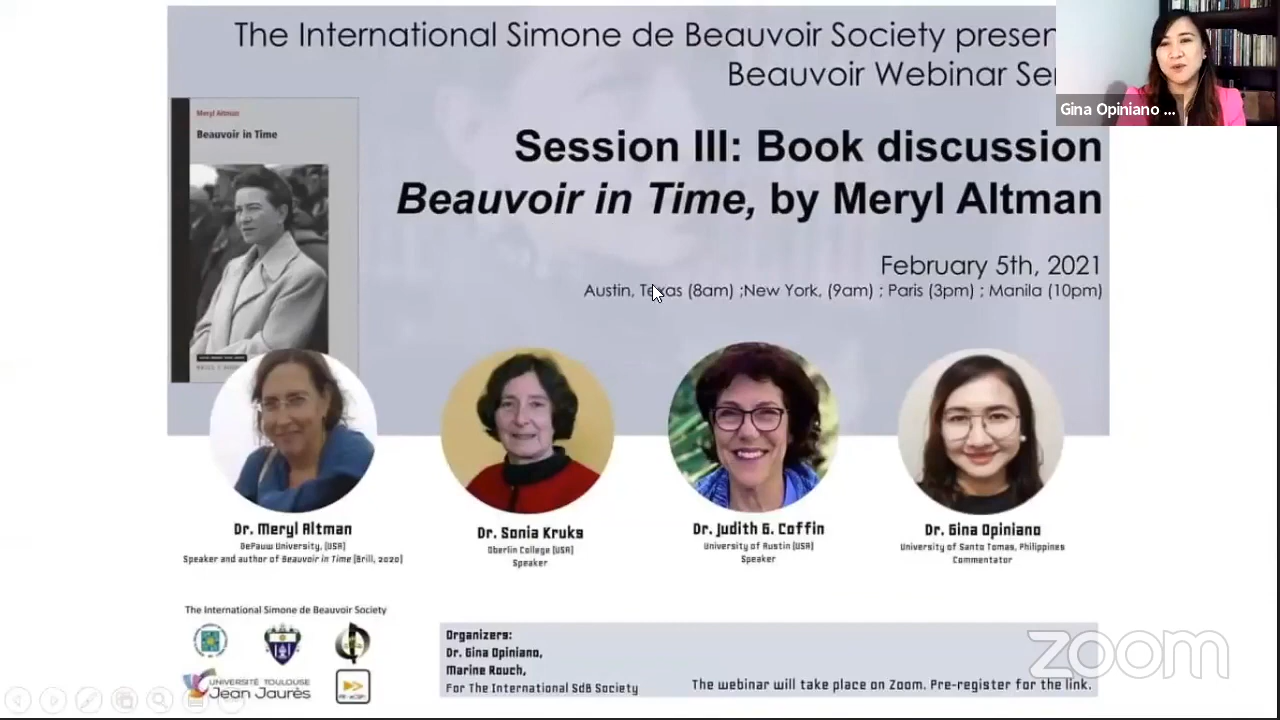 The International Simone de Beauvoir Society presen
Beauvoir Webinar Ser
Gina Opiniano ...
Meryl Altman
Beauvoir in Time
Session III: Book discussion
Beauvoir in Time, by Meryl Altman
February 5th, 2021
Austin, Texas (8am) ;New York, (9am) ; Paris (3pm) ; Manila (10pm)
Dr. Meryl Altman
DePauw University, (USA)
Speaker and author of Beauvoir in Time (Brill, 2020)
Dr. Sonia Kruks
Oberlin College (USA)
Speaker
Dr. Judith G. Coffin
University of Austin (USA)
Speaker
Dr. Gina Opiniano
University of Santo Tomas, Philippines
Commentator
The International Simone de Beauvoir Society
UNIVERSITÉ TOULOUSE
Jean Jaurès
Organizers:
Dr. Gina Opiniano,
Marine Rouch,
For The International SdB Society
The webinar will take place on Zoom. Pre-register for the link.
zoom